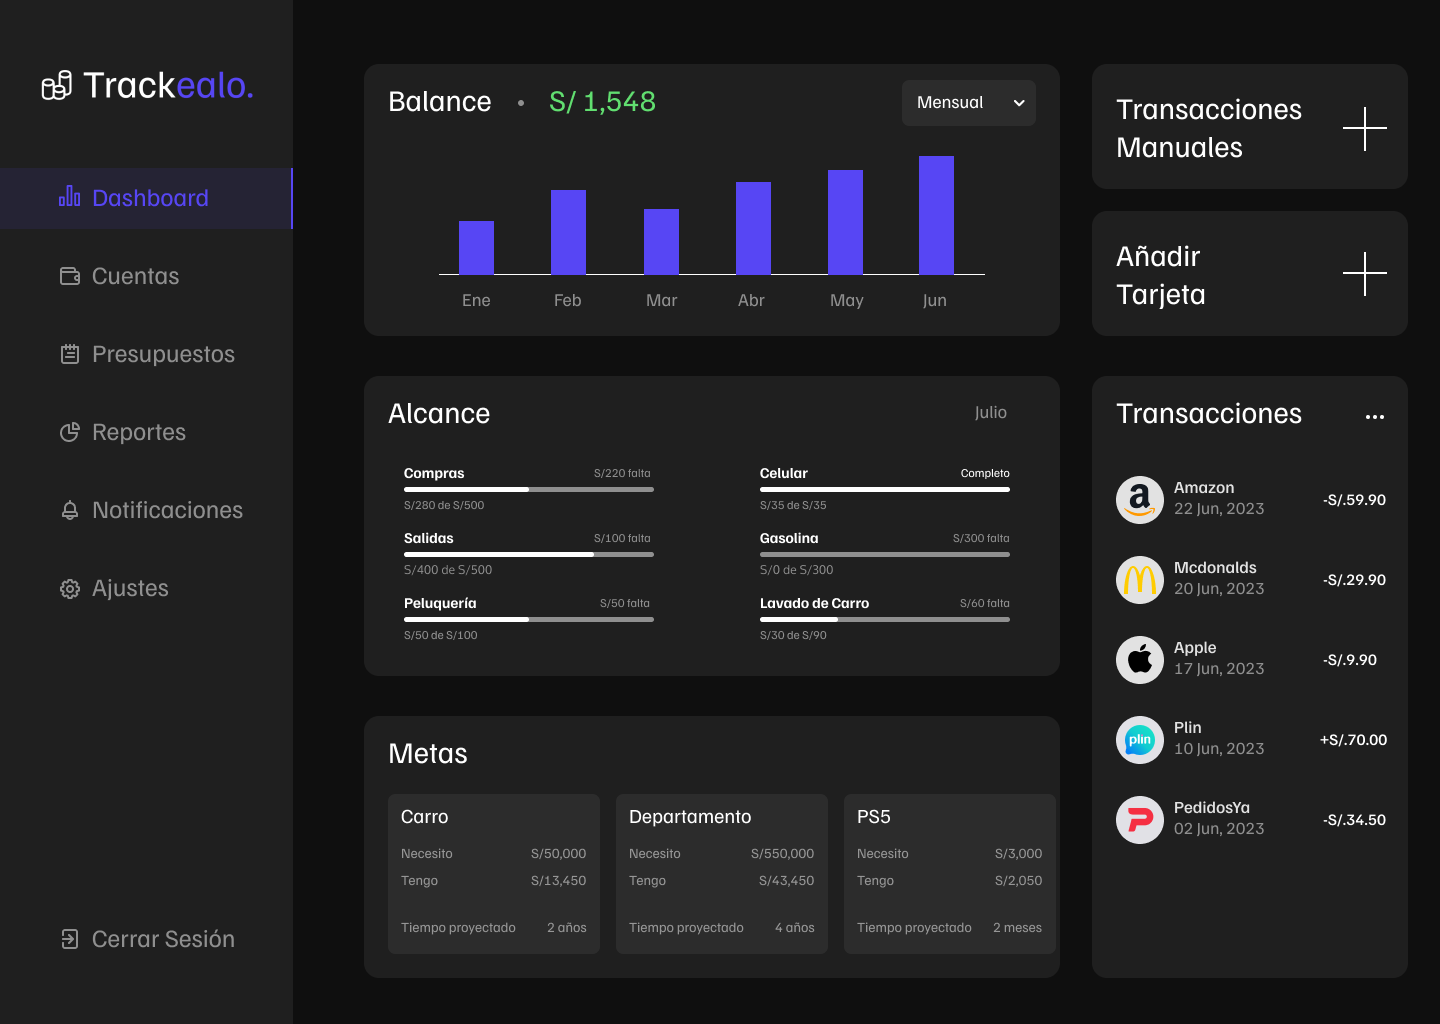 Trackealo.
Dashboard
Cuentas
Presupuestos
Reportes
Notificaciones
Ajustes
Cerrar Sesión
Balance • S/ 1,548
Mensual
Ene Feb Mar Abr May Jun
Transacciones
Manuales
Añadir
Tarjeta
Alcance
Julio
Compras S/220 falta
S/280 de S/500
Salidas S/100 falta
S/400 de S/500
Peluquería S/50 falta
S/50 de S/100
Celular Completo
S/35 de S/35
Gasolina S/300 falta
S/0 de S/300
Lavado de Carro S/60 falta
S/30 de S/90
Metas
Carro
Necesito S/50,000
Tengo S/13,450
Tiempo proyectado 2 años
Departamento
Necesito S/550,000
Tengo S/43,450
Tiempo proyectado 4 años
PS5
Necesito S/3,000
Tengo S/2,050
Tiempo proyectado 2 meses
Transacciones
Amazon
22 Jun, 2023
-S/.59.90
Mcdonalds
20 Jun, 2023
-S/.29.90
Apple
17 Jun, 2023
-S/.9.90
plin
Plin
10 Jun, 2023
+S/.70.00
PedidosYa
02 Jun, 2023
-S/.34.50